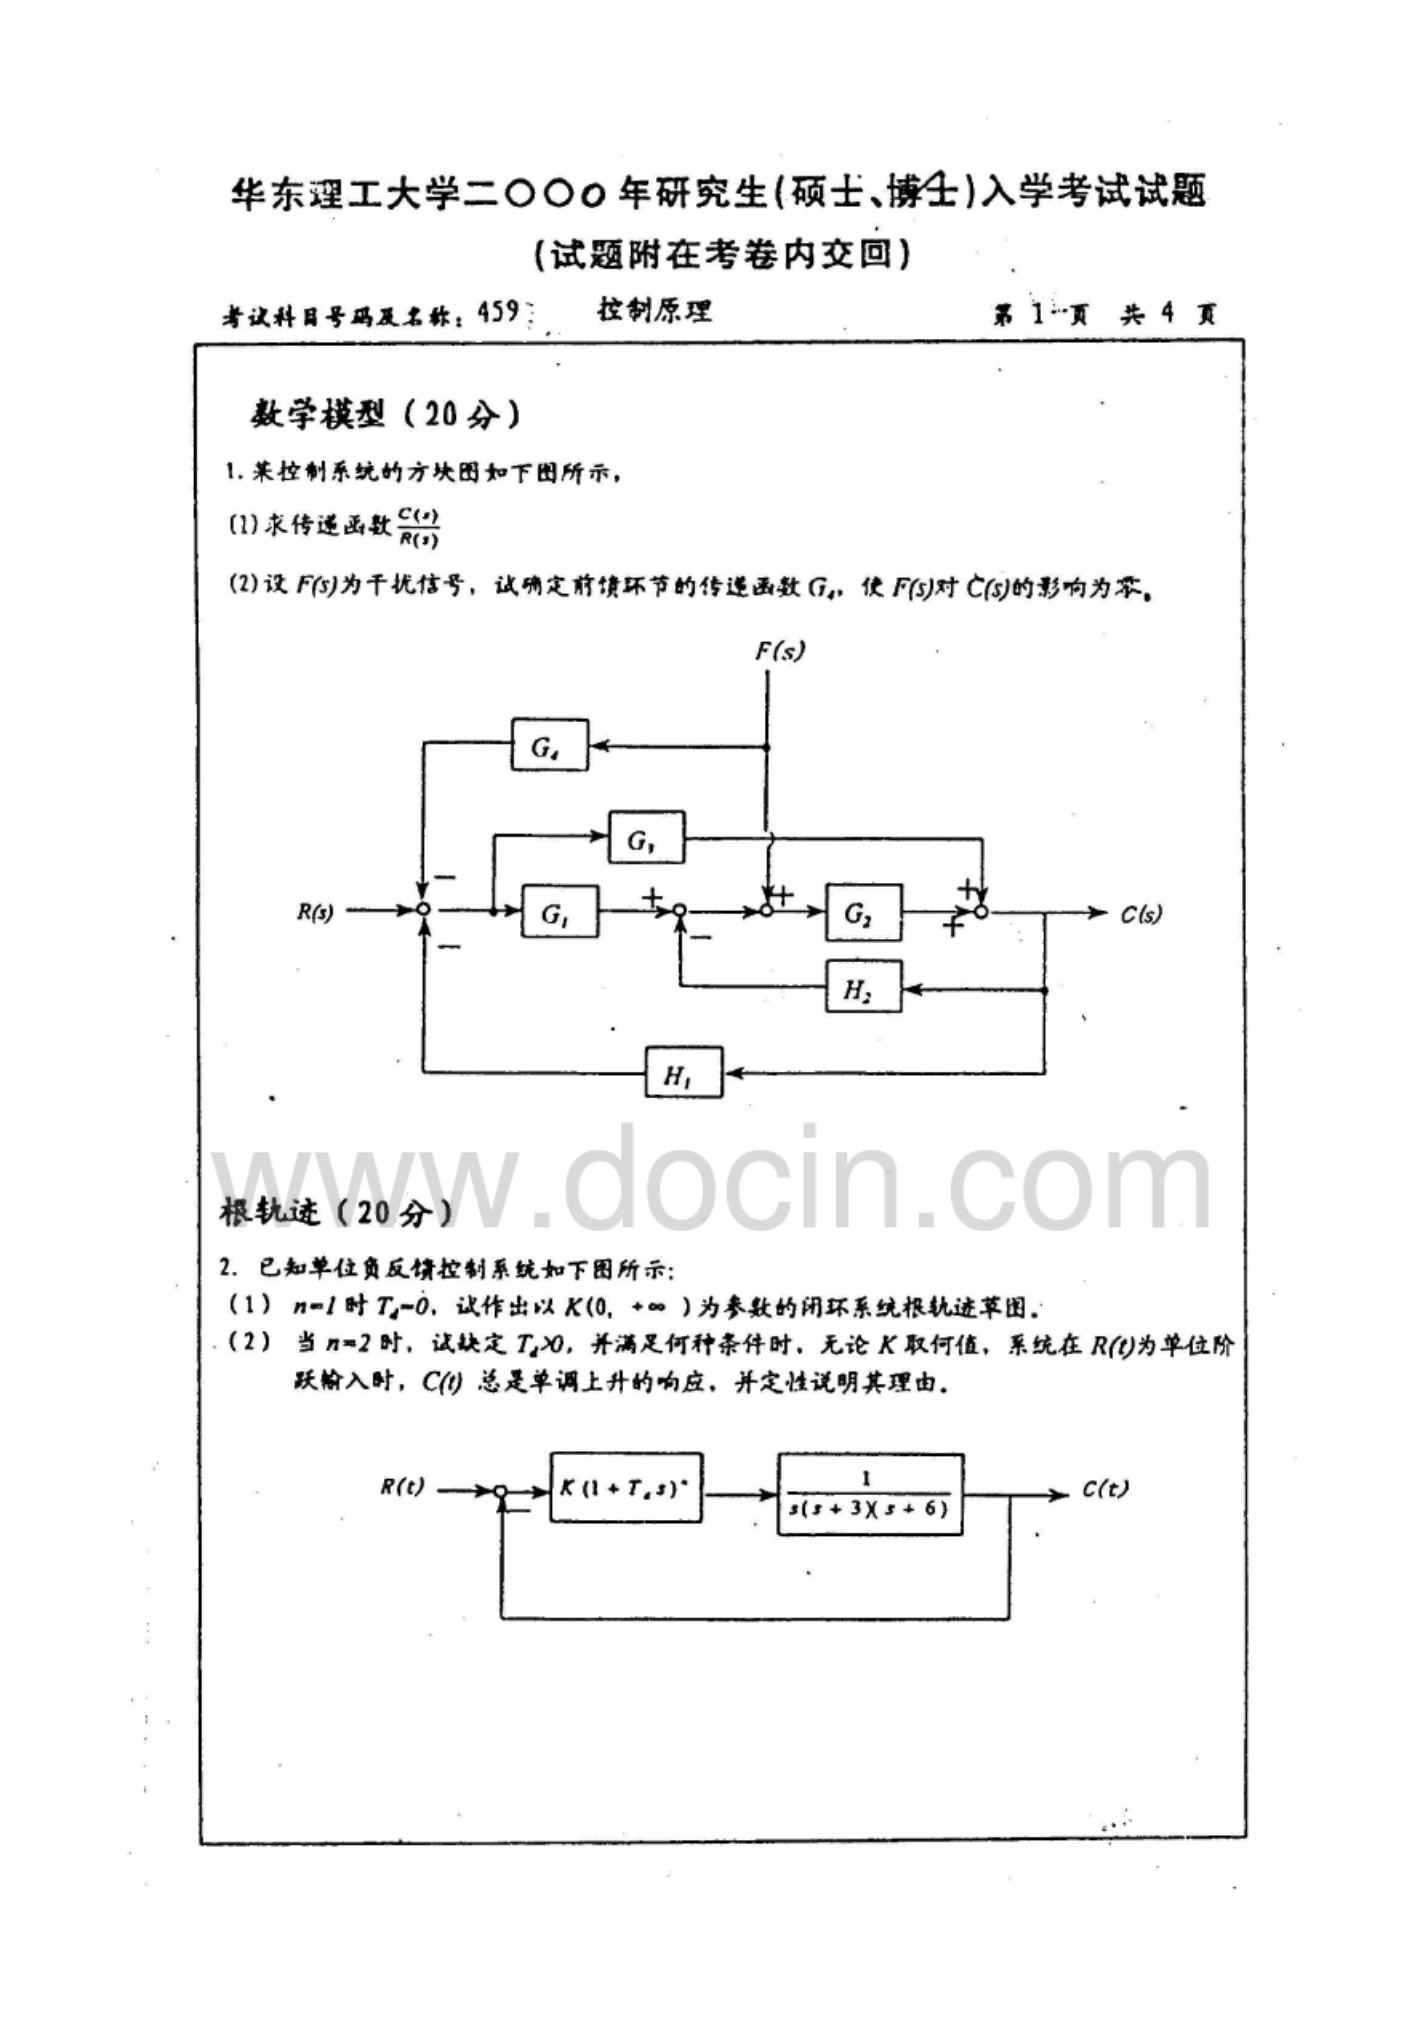 华东理工大学二〇〇〇年研究生(硕士、博士)入学考试试题
(试题附在考卷内交回)
考试科目号码及名称：459 控制原理 第 1 页 共 4 页
数学模型（20 分）
1.某控制系统的方块图如下图所示，
(1)求传递函数C(s)/R(s)
(2)设 F(s)为干扰信号，试确定前馈环节的传递函数 G₄，使 F(s)对 C(s)的影响为零。
F(s)
G₄
G₃
−
R(s) G₁ + + G₂ + C(s)
− − +
H₂
H₁
www.docin.com
根轨迹（20 分）
2. 已知单位负反馈控制系统如下图所示:
(1) n=1 时 T_d=0，试作出以 K(0, +∞ )为参数的闭环系统根轨迹草图。
(2) 当 n=2 时，试 定 T_d>0，并满足何种条件时，无论 K 取何值，系统在 R(t)为单位阶
跃输入时，C(t) 总是单调上升的响应，并定性说明其理由。
R(t) − K(1+T_d s)ⁿ 1/s(s+3)(s+6) C(t)